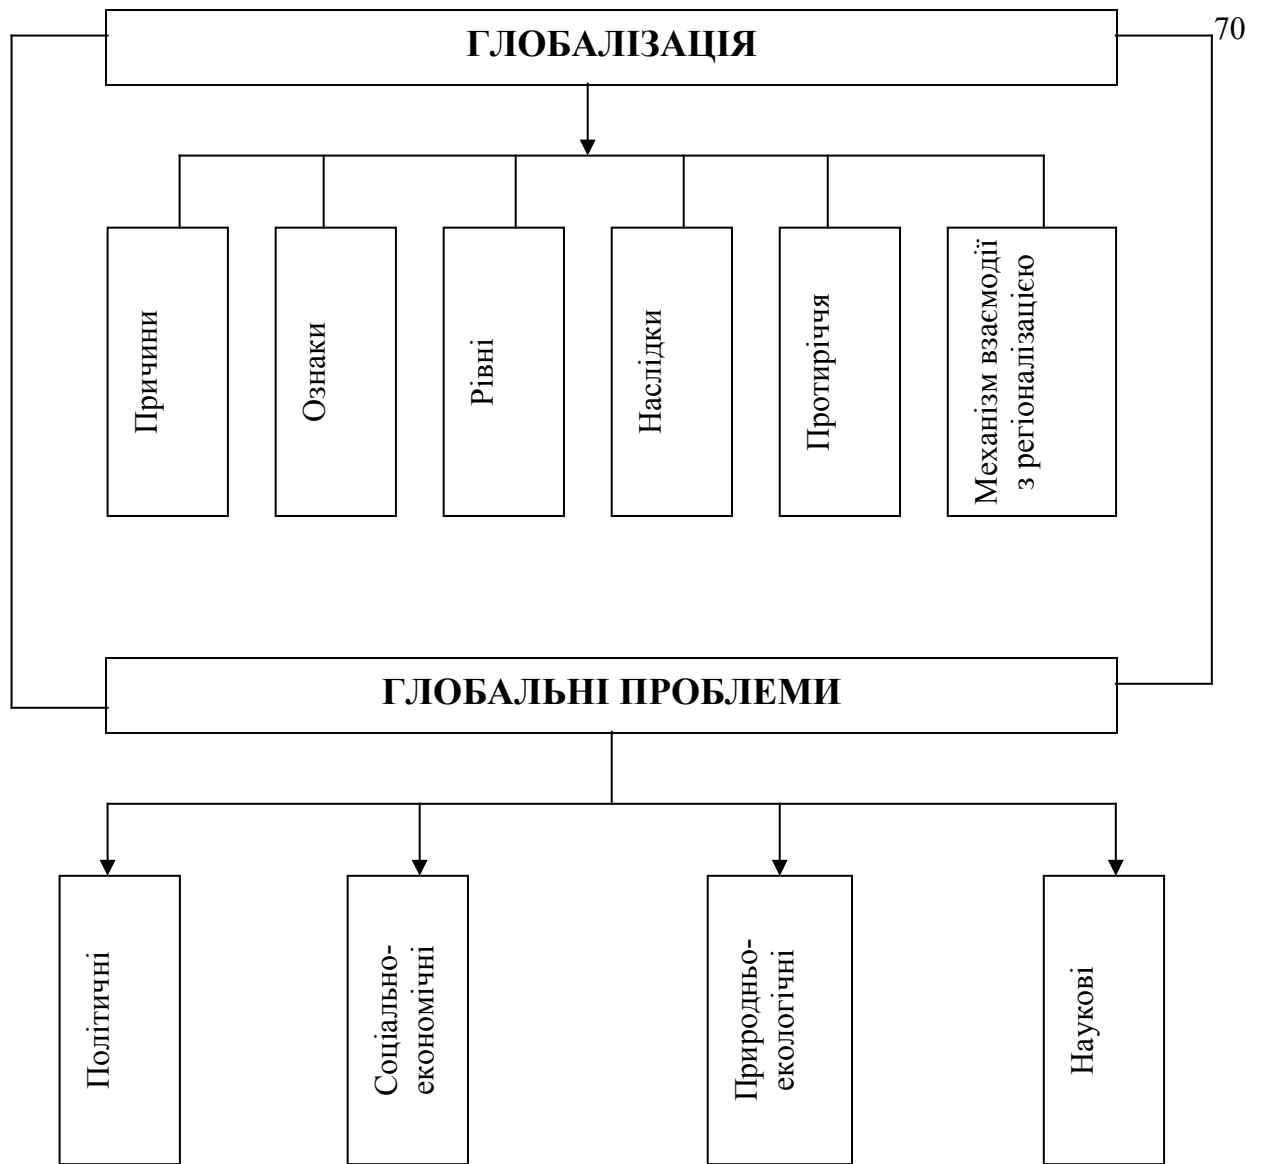 70
ГЛОБАЛІЗАЦІЯ
Причини
Ознаки
Рівні
Наслідки
Протиріччя
Механізм взаємодії
з регіоналізацією
ГЛОБАЛЬНІ ПРОБЛЕМИ
Політичні
Соціально-
економічні
Природньо-
екологічні
Наукові